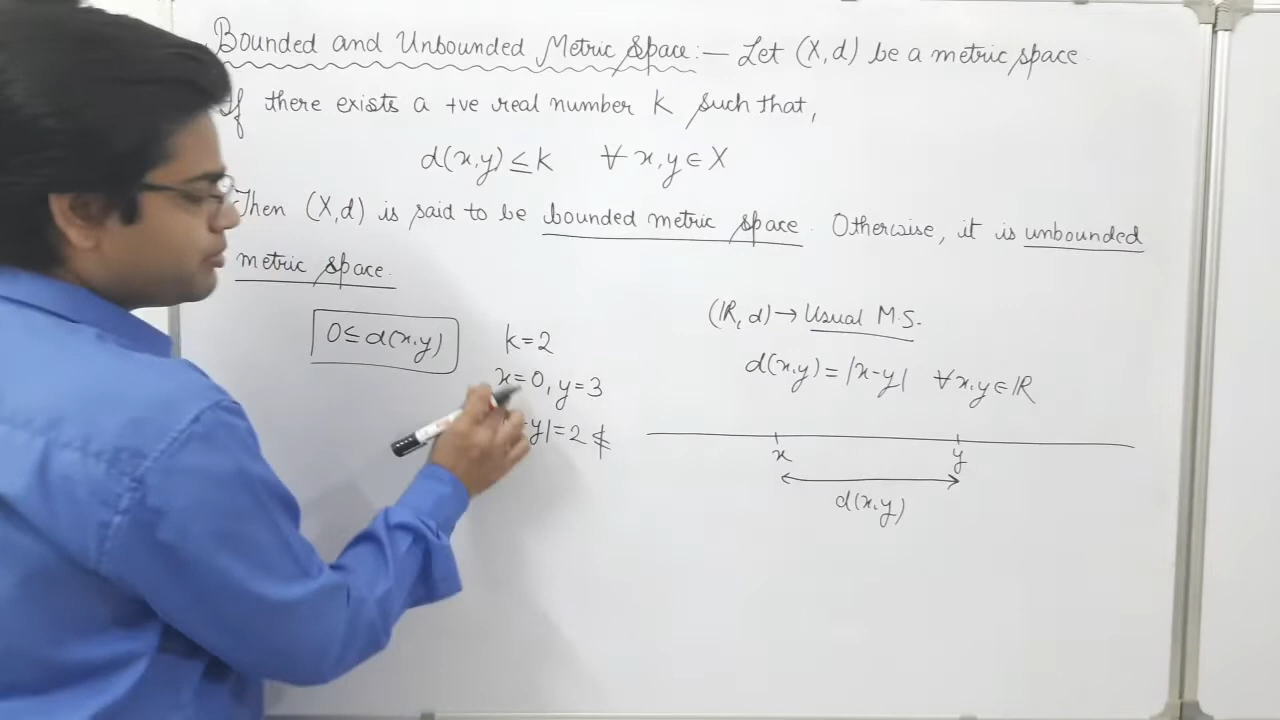 Bounded and Unbounded Metric Space:— Let (X,d) be a metric space.
If there exists a +ve real number k such that,
d(x,y) ≤ k ∀ x,y ∈ X
Then (X,d) is said to be bounded metric space. Otherwise, it is unbounded
metric space.
0 ≤ d(x,y)
k=2
x=0, y=3
-y|=2 ≮
(ℝ,d) → Usual M.S.
d(x,y) = |x-y| ∀ x,y ∈ ℝ
x y
d(x,y)